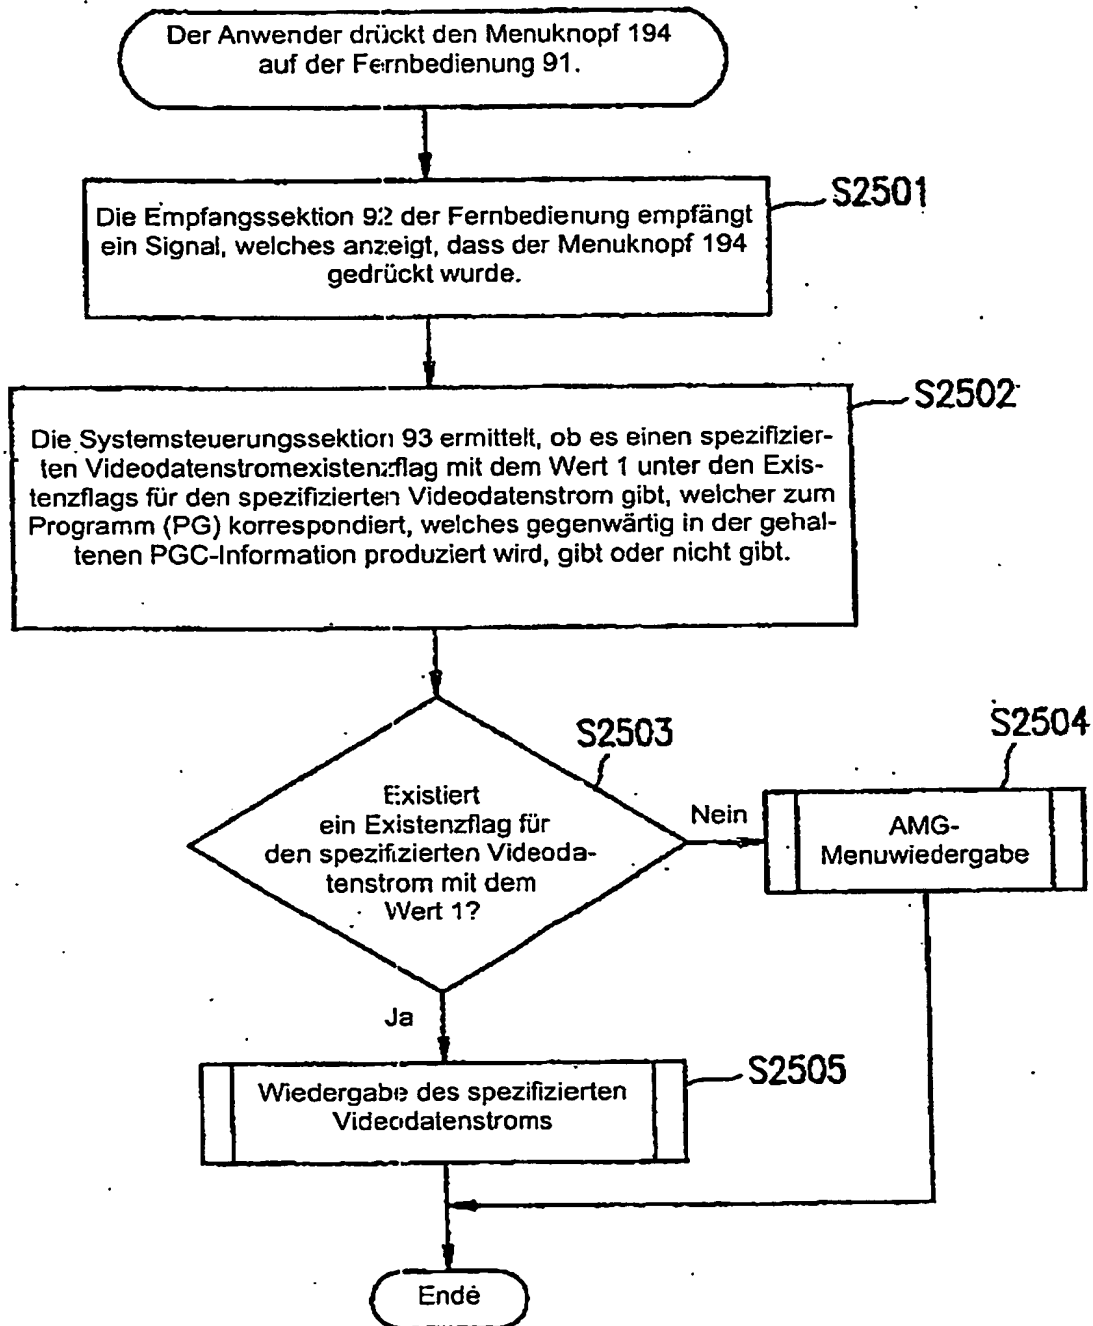 Der Anwender drückt den Menuknopf 194
auf der Fernbedienung 91.
S2501
Die Empfangssektion 92 der Fernbedienung empfängt
ein Signal, welches anzeigt, dass der Menuknopf 194
gedrückt wurde.
S2502
Die Systemsteuerungssektion 93 ermittelt, ob es einen spezifizier-
ten Videodatenstromexistenzflag mit dem Wert 1 unter den Exis-
tenzflags für den spezifizierten Videodatenstrom gibt, welcher zum
Programm (PG) korrespondiert, welches gegenwärtig in der gehal-
tenen PGC-Information produziert wird, gibt oder nicht gibt.
S2503
Existiert
ein Existenzflag für
den spezifizierten Videoda-
tenstrom mit dem
Wert 1?
Nein
S2504
AMG-
Menuwiedergabe
Ja
S2505
Wiedergabe des spezifizierten
Videodatenstroms
Ende